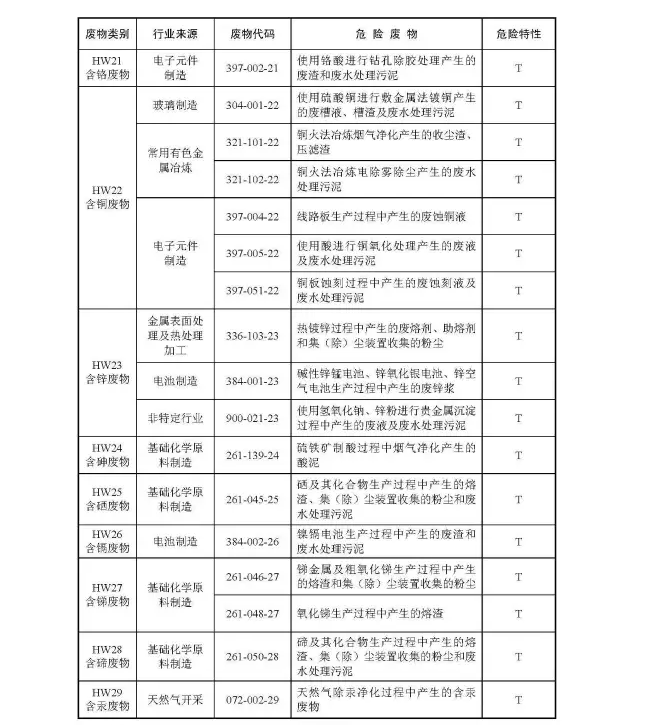 废物类别 行业来源 废物代码 危险废物 危险特性
HW21
含铬废物
电子元件
制造
397-002-21
使用铬酸进行钻孔除胶处理产生的
废渣和废水处理污泥
T
HW22
含铜废物
玻璃制造
304-001-22
使用硫酸铜进行敷金属法镀铜产生
的废槽液、槽渣及废水处理污泥
T
常用有色金
属冶炼
321-101-22
铜火法冶炼烟气净化产生的收尘渣、
压滤渣
T
321-102-22
铜火法冶炼电除雾除尘产生的废水
处理污泥
T
电子元件
制造
397-004-22
线路板生产过程中产生的废蚀铜液
T
397-005-22
使用酸进行铜氧化处理产生的废液
及废水处理污泥
T
397-051-22
铜板蚀刻过程中产生的废蚀刻液及
废水处理污泥
T
HW23
含锌废物
金属表面处
理及热处理
加工
336-103-23
热镀锌过程中产生的废熔剂、助熔剂
和集（除）尘装置收集的粉尘
T
电池制造
384-001-23
碱性锌锰电池、锌氧化银电池、锌空
气电池生产过程中产生的废锌浆
T
非特定行业
900-021-23
使用氢氧化钠、锌粉进行贵金属沉淀
过程中产生的废液及废水处理污泥
T
HW24
含砷废物
基础化学原
料制造
261-139-24
硫铁矿制酸过程中烟气净化产生的
酸泥
T
HW25
含硒废物
基础化学原
料制造
261-045-25
硒及其化合物生产过程中产生的熔
渣、集（除）尘装置收集的粉尘和废
水处理污泥
T
HW26
含镉废物
电池制造
384-002-26
镍镉电池生产过程中产生的废渣和
废水处理污泥
T
HW27
含锑废物
基础化学原
料制造
261-046-27
锑金属及粗氧化锑生产过程中产生
的熔渣和集（除）尘装置收集的粉尘
T
261-048-27
氧化锑生产过程中产生的熔渣
T
HW28
含碲废物
基础化学原
料制造
261-050-28
碲及其化合物生产过程中产生的熔
渣、集（除）尘装置收集的粉尘和废
水处理污泥
T
HW29
含汞废物
天然气开采
072-002-29
天然气除汞净化过程中产生的含汞
废物
T